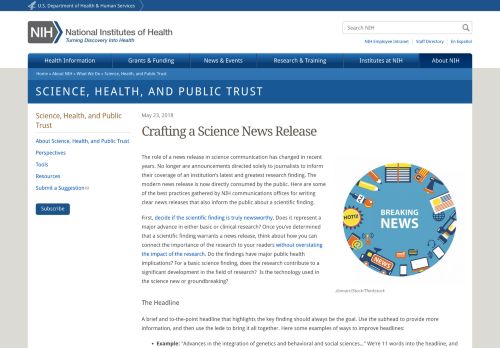 U.S. Department of Health & Human Services
NIH National Institutes of Health
Turning Discovery Into Health
Search NIH
NIH Employee Intranet | Staff Directory | En Español
Health Information
Grants & Funding
News & Events
Research & Training
Institutes at NIH
About NIH
Home » About NIH » What We Do » Science, Health, and Public Trust
SCIENCE, HEALTH, AND PUBLIC TRUST
Science, Health, and Public
Trust
About Science, Health, and Public Trust
Perspectives
Tools
Resources
Submit a Suggestion
Subscribe
May 23, 2018
Crafting a Science News Release
The role of a news release in science communication has changed in recent
years. No longer are announcements directed solely to journalists to inform
their coverage of an institution's latest and greatest research finding. The
modern news release is now directly consumed by the public. Here are some
of the best practices gathered by NIH communications offices for writing
clear news releases that also inform the public about a scientific finding.
First, decide if the scientific finding is truly newsworthy. Does it represent a
major advance in either basic or clinical research? Once you've determined
that a scientific finding warrants a news release, think about how you can
connect the importance of the research to your readers without overstating
the impact of the research. Do the findings have major public health
implications? For a basic science finding, does the research contribute to a
significant development in the field of research? Is the technology used in
the science new or groundbreaking?
HOT!!
BREAKING
NEWS
NEWS
The Headline
A brief and to-the-point headline that highlights the key finding should always be the goal. Use the subhead to provide more
information, and then use the lede to bring it all together. Here some examples of ways to improve headlines:
• Example: "Advances in the integration of genetics and behavioral and social sciences..." We're 11 words into the headline, and